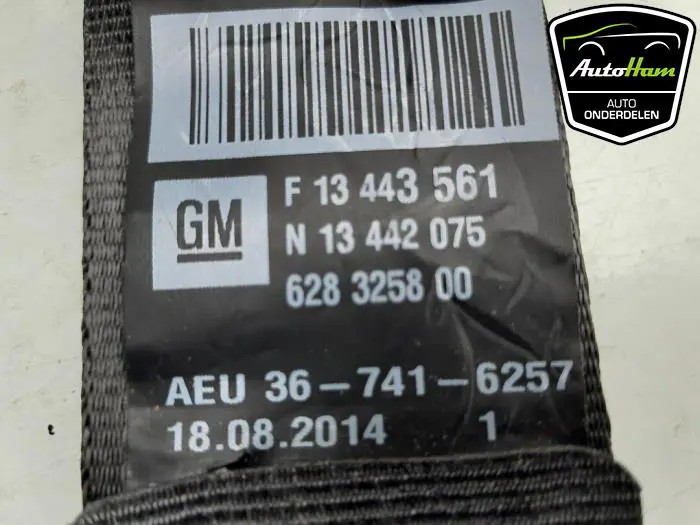 AutoHam
AUTO
ONDERDELEN
GM
F 13 443 561
N 13 442 075
628 3258 00
AEU 36-741-6257
18.08.2014 1